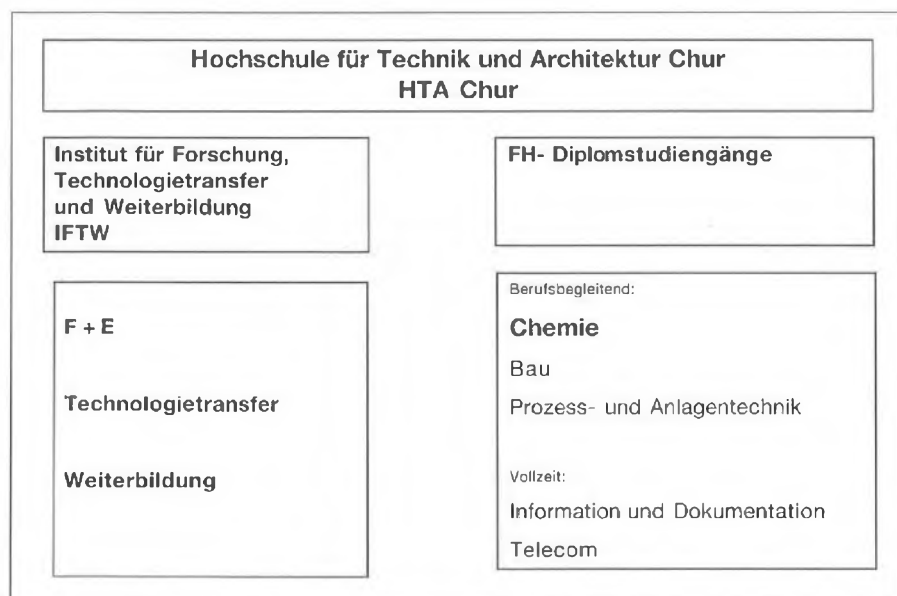 Hochschule für Technik und Architektur Chur
HTA Chur
Institut für Forschung,
Technologietransfer
und Weiterbildung
IFTW
F + E
Technologietransfer
Weiterbildung
FH- Diplomstudiengänge
Berufsbegleitend:
Chemie
Bau
Prozess- und Anlagentechnik
Vollzeit:
Information und Dokumentation
Telecom